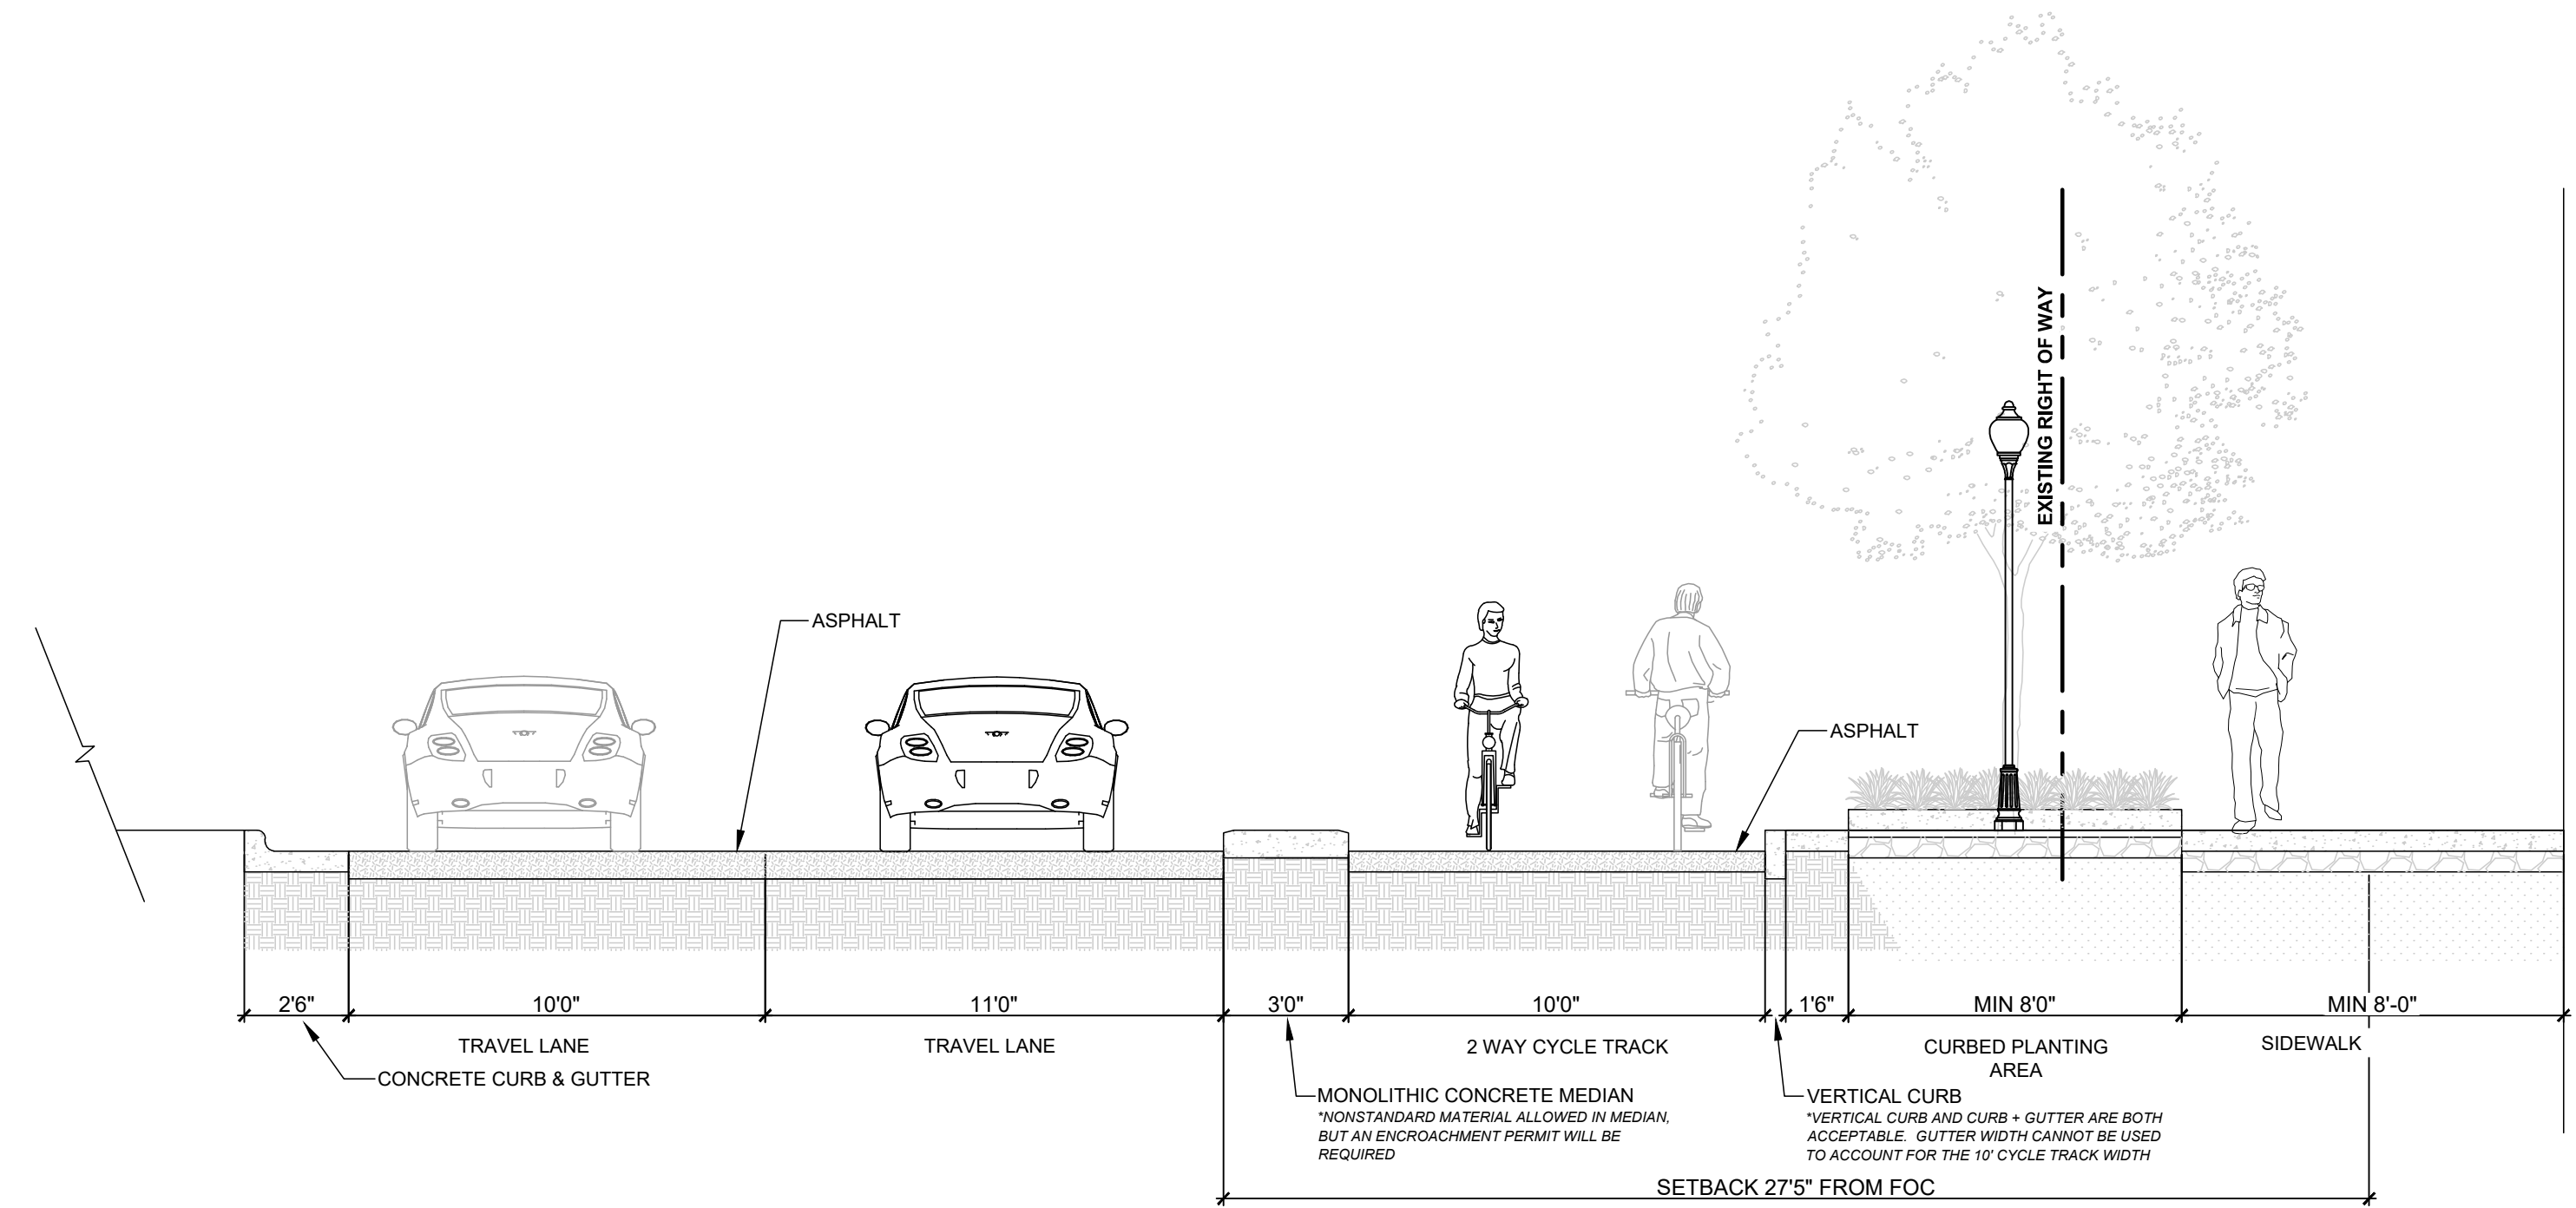 EXISTING RIGHT OF WAY
ASPHALT
ASPHALT
2'6"
10'0"
11'0"
3'0"
10'0"
1'6"
MIN 8'0"
MIN 8'-0"
TRAVEL LANE
TRAVEL LANE
2 WAY CYCLE TRACK
CURBED PLANTING
AREA
SIDEWALK
CONCRETE CURB & GUTTER
MONOLITHIC CONCRETE MEDIAN
*NONSTANDARD MATERIAL ALLOWED IN MEDIAN,
BUT AN ENCROACHMENT PERMIT WILL BE
REQUIRED
VERTICAL CURB
*VERTICAL CURB AND CURB + GUTTER ARE BOTH
ACCEPTABLE. GUTTER WIDTH CANNOT BE USED
TO ACCOUNT FOR THE 10' CYCLE TRACK WIDTH
SETBACK 27'5" FROM FOC